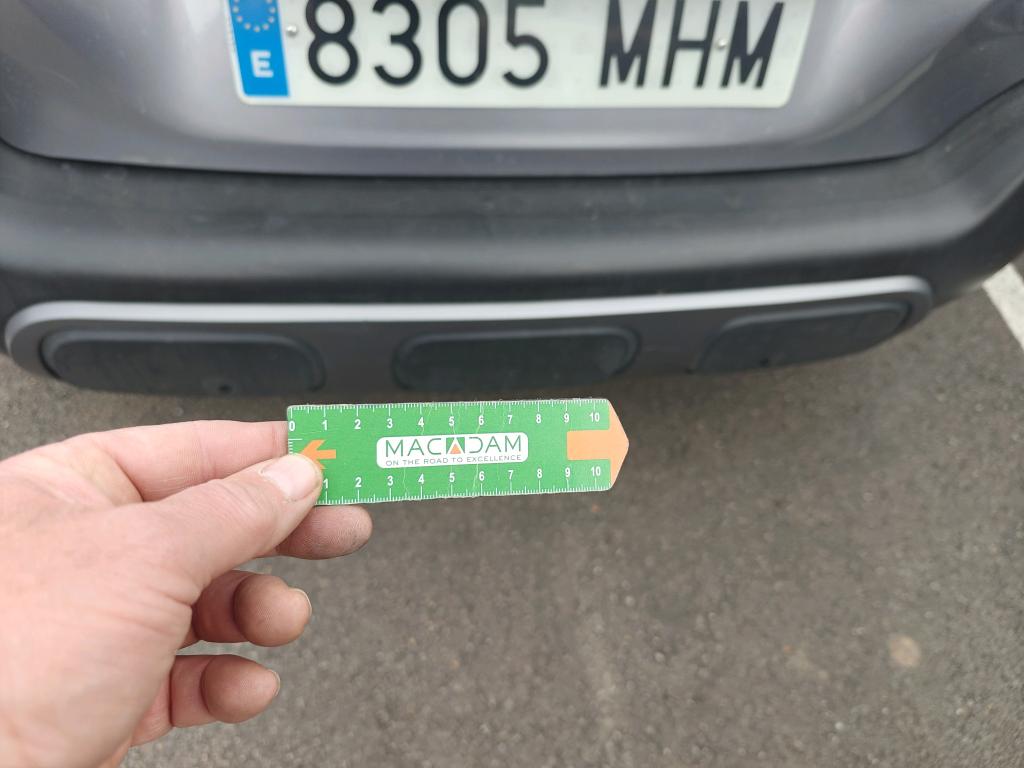 E 8305 MHM
0 1 2 3 4 5 6 7 8 9 10
MACADAM
ON THE ROAD TO EXCELLENCE
1 2 3 4 5 6 7 8 9 10